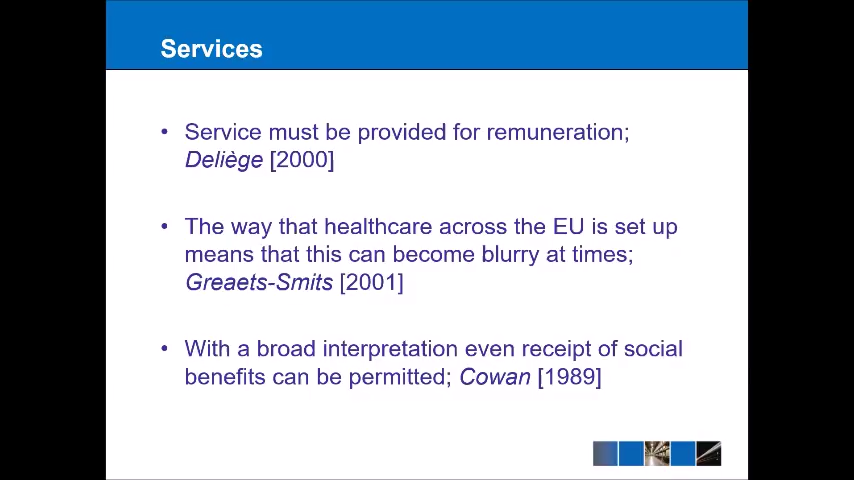 Services
• Service must be provided for remuneration;
Deliège [2000]
• The way that healthcare across the EU is set up
means that this can become blurry at times;
Greaets-Smits [2001]
• With a broad interpretation even receipt of social
benefits can be permitted; Cowan [1989]